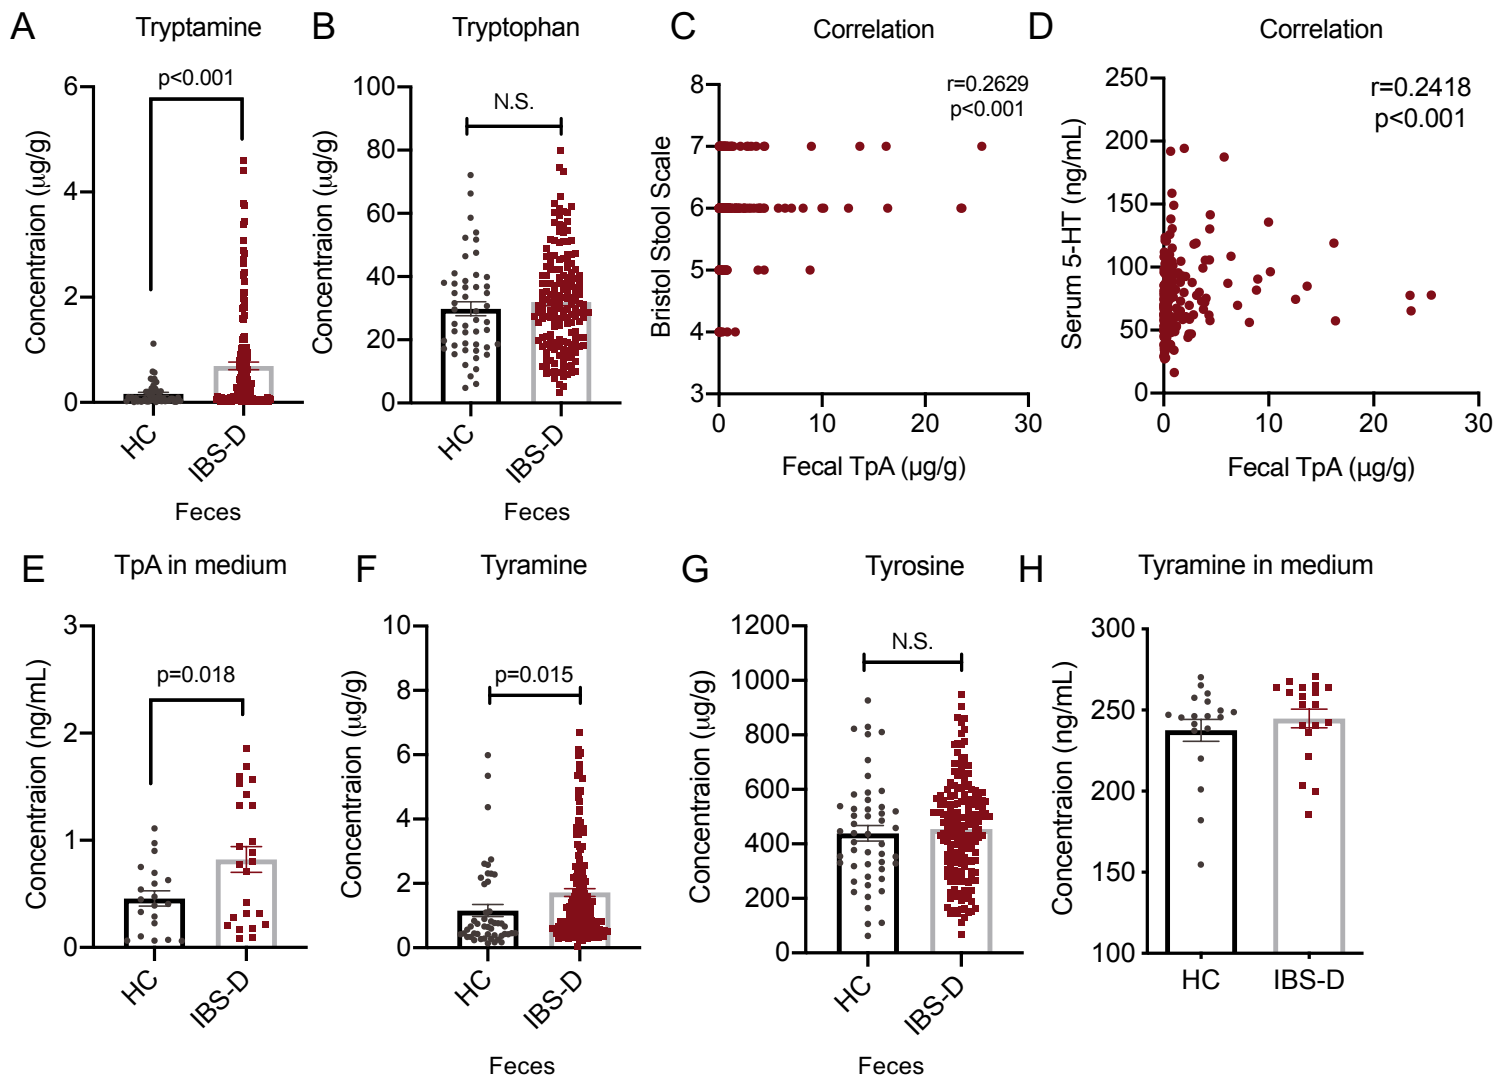 A
Tryptamine
p<0.001
6
4
2
0
Concentraion (µg/g)
HC
IBS-D
Feces
B
Tryptophan
N.S.
100
80
60
40
20
0
Concentraion (µg/g)
HC
IBS-D
Feces
C
Correlation
r=0.2629
p<0.001
8
7
6
5
4
3
Bristol Stool Scale
0
10
20
30
Fecal TpA (µg/g)
D
Correlation
r=0.2418
p<0.001
250
200
150
100
50
0
Serum 5-HT (ng/mL)
0
10
20
30
Fecal TpA (µg/g)
E
TpA in medium
p=0.018
3
2
1
0
Concentraion (ng/mL)
HC
IBS-D
F
Tyramine
p=0.015
10
8
6
4
2
0
Concentraion (µg/g)
HC
IBS-D
Feces
G
Tyrosine
N.S.
1200
1000
800
600
400
200
0
Concentraion (µg/g)
HC
IBS-D
Feces
H
Tyramine in medium
300
250
200
150
100
Concentraion (ng/mL)
HC
IBS-D